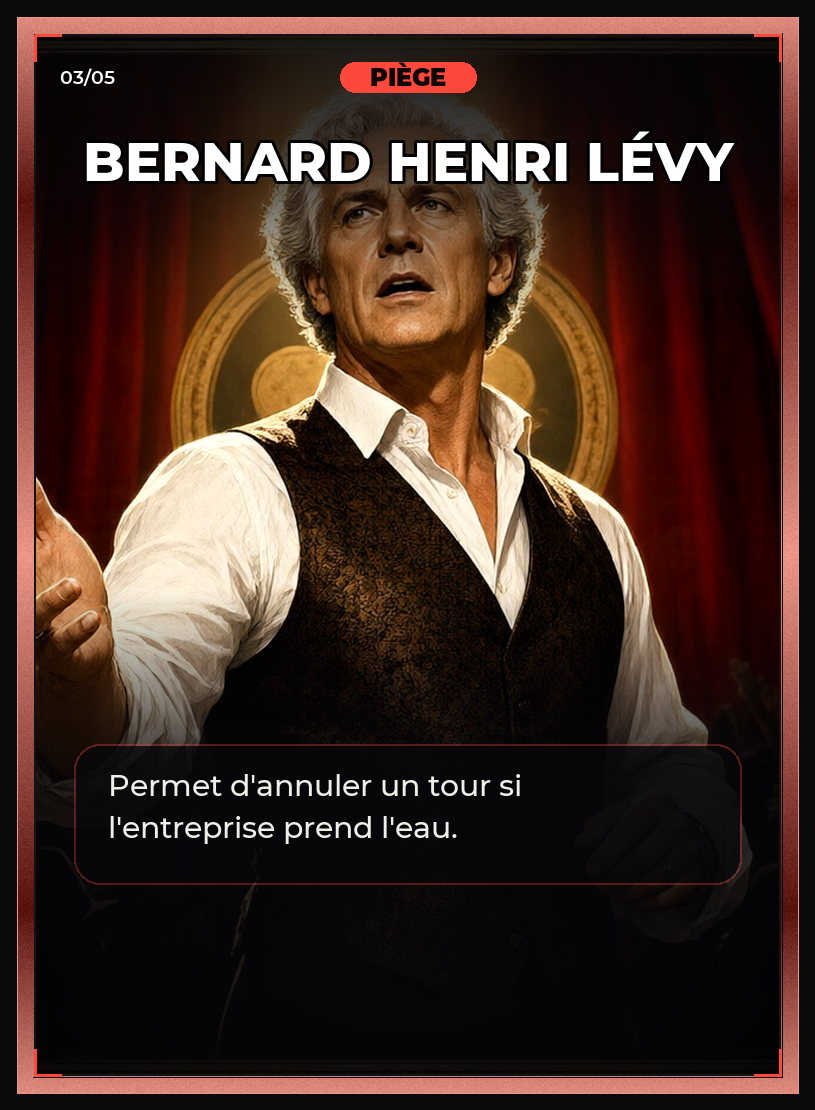 03/05
PIÈGE
BERNARD HENRI LÉVY
Permet d'annuler un tour si
l'entreprise prend l'eau.